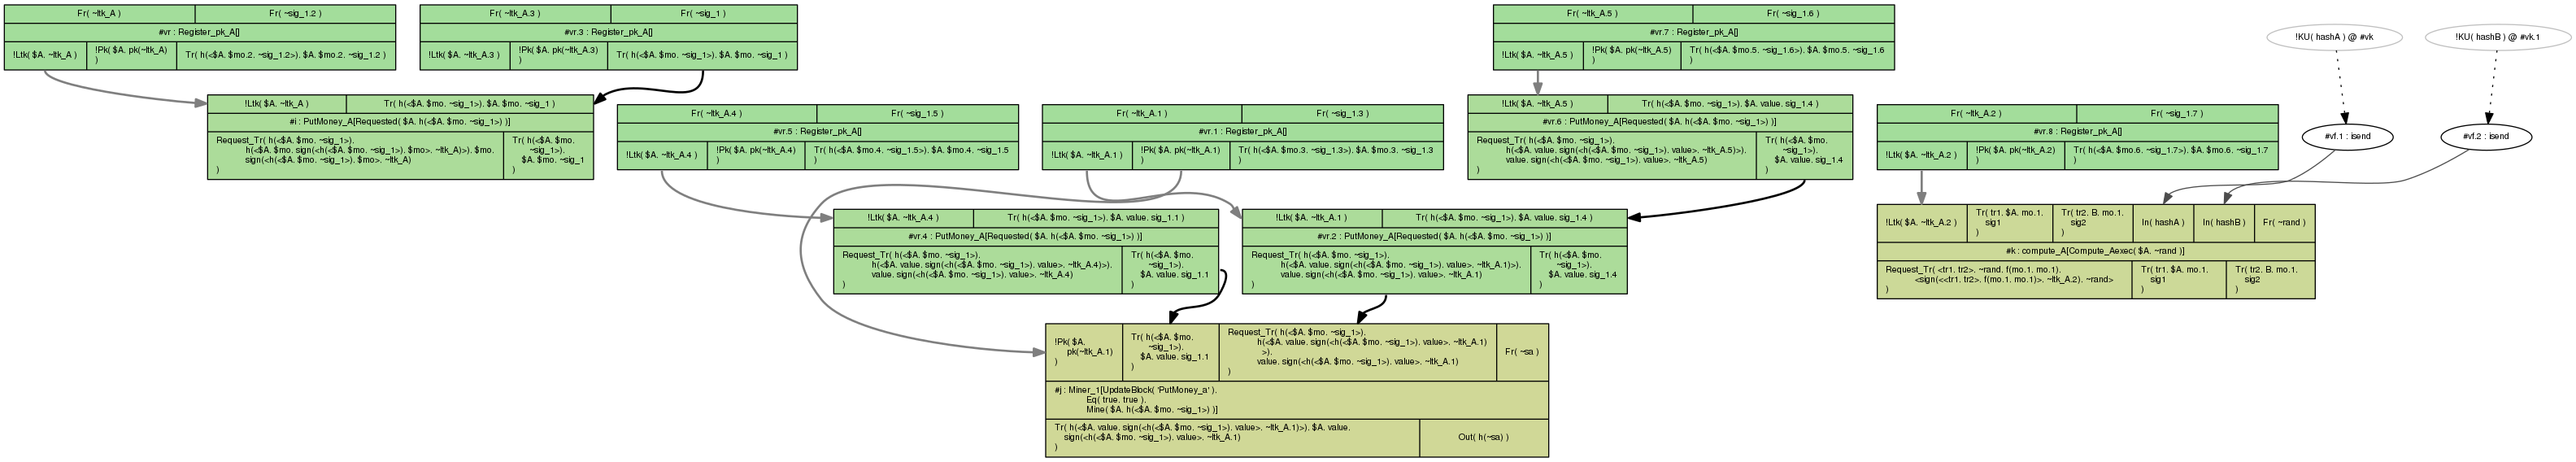 Fr( ~ltk_A )
Fr( ~sig_1.2 )
#vr : Register_pk_A[]
!Ltk( $A. ~ltk_A )
!Pk( $A. pk(~ltk_A)
)
Tr( h(<$A. $mo.2. ~sig_1.2>). $A. $mo.2. ~sig_1.2 )
Fr( ~ltk_A.3 )
Fr( ~sig_1 )
#vr.3 : Register_pk_A[]
!Ltk( $A. ~ltk_A.3 )
!Pk( $A. pk(~ltk_A.3)
)
Tr( h(<$A. $mo. ~sig_1>). $A. $mo. ~sig_1 )
Fr( ~ltk_A.5 )
Fr( ~sig_1.6 )
#vr.7 : Register_pk_A[]
!Ltk( $A. ~ltk_A.5 )
!Pk( $A. pk(~ltk_A.5)
)
Tr( h(<$A. $mo.5. ~sig_1.6>). $A. $mo.5. ~sig_1.6
)
!KU( hashA ) @ #vk
!KU( hashB ) @ #vk.1
!Ltk( $A. ~ltk_A )
Tr( h(<$A. $mo. ~sig_1>). $A. $mo. ~sig_1 )
#i : PutMoney_A[Requested( $A. h(<$A. $mo. ~sig_1>) )]
Request_Tr( h(<$A. $mo. ~sig_1>).
h(<$A. $mo. sign(<h(<$A. $mo. ~sig_1>). $mo>. ~ltk_A)>). $mo.
sign(<h(<$A. $mo. ~sig_1>). $mo>. ~ltk_A)
)
Tr( h(<$A. $mo.
~sig_1>).
$A. $mo. ~sig_1
)
Fr( ~ltk_A.4 )
Fr( ~sig_1.5 )
#vr.5 : Register_pk_A[]
!Ltk( $A. ~ltk_A.4 )
!Pk( $A. pk(~ltk_A.4)
)
Tr( h(<$A. $mo.4. ~sig_1.5>). $A. $mo.4. ~sig_1.5
)
Fr( ~ltk_A.1 )
Fr( ~sig_1.3 )
#vr.1 : Register_pk_A[]
!Ltk( $A. ~ltk_A.1 )
!Pk( $A. pk(~ltk_A.1)
)
Tr( h(<$A. $mo.3. ~sig_1.3>). $A. $mo.3. ~sig_1.3
)
!Ltk( $A. ~ltk_A.5 )
Tr( h(<$A. $mo. ~sig_1>). $A. value. sig_1.4 )
#vr.6 : PutMoney_A[Requested( $A. h(<$A. $mo. ~sig_1>) )]
Request_Tr( h(<$A. $mo. ~sig_1>).
h(<$A. value. sign(<h(<$A. $mo. ~sig_1>). value>. ~ltk_A.5)>).
value. sign(<h(<$A. $mo. ~sig_1>). value>. ~ltk_A.5)
)
Tr( h(<$A. $mo.
~sig_1>).
$A. value. sig_1.4
)
Fr( ~ltk_A.2 )
Fr( ~sig_1.7 )
#vr.8 : Register_pk_A[]
!Ltk( $A. ~ltk_A.2 )
!Pk( $A. pk(~ltk_A.2)
)
Tr( h(<$A. $mo.6. ~sig_1.7>). $A. $mo.6. ~sig_1.7
)
#vf.1 : isend
#vf.2 : isend
!Ltk( $A. ~ltk_A.4 )
Tr( h(<$A. $mo. ~sig_1>). $A. value. sig_1.1 )
#vr.4 : PutMoney_A[Requested( $A. h(<$A. $mo. ~sig_1>) )]
Request_Tr( h(<$A. $mo. ~sig_1>).
h(<$A. value. sign(<h(<$A. $mo. ~sig_1>). value>. ~ltk_A.4)>).
value. sign(<h(<$A. $mo. ~sig_1>). value>. ~ltk_A.4)
)
Tr( h(<$A. $mo.
~sig_1>).
$A. value. sig_1.1
)
!Ltk( $A. ~ltk_A.1 )
Tr( h(<$A. $mo. ~sig_1>). $A. value. sig_1.4 )
#vr.2 : PutMoney_A[Requested( $A. h(<$A. $mo. ~sig_1>) )]
Request_Tr( h(<$A. $mo. ~sig_1>).
h(<$A. value. sign(<h(<$A. $mo. ~sig_1>). value>. ~ltk_A.1)>).
value. sign(<h(<$A. $mo. ~sig_1>). value>. ~ltk_A.1)
)
Tr( h(<$A. $mo.
~sig_1>).
$A. value. sig_1.4
)
!Ltk( $A. ~ltk_A.2 )
Tr( tr1. $A. mo.1.
sig1
)
Tr( tr2. B. mo.1.
sig2
)
In( hashA )
In( hashB )
Fr( ~rand )
#k : compute_A[Compute_Aexec( $A. ~rand )]
Request_Tr( <tr1. tr2>. ~rand. f(mo.1. mo.1).
<sign(<<tr1. tr2>. f(mo.1. mo.1)>. ~ltk_A.2). ~rand>
)
Tr( tr1. $A. mo.1.
sig1
)
Tr( tr2. B. mo.1.
sig2
)
!Pk( $A.
pk(~ltk_A.1)
)
Tr( h(<$A. $mo.
~sig_1>).
$A. value. sig_1.1
)
Request_Tr( h(<$A. $mo. ~sig_1>).
h(<$A. value. sign(<h(<$A. $mo. ~sig_1>). value>. ~ltk_A.1)
>).
value. sign(<h(<$A. $mo. ~sig_1>). value>. ~ltk_A.1)
)
Fr( ~sa )
#j : Miner_1[UpdateBlock( 'PutMoney_a' ).
Eq( true. true ).
Mine( $A. h(<$A. $mo. ~sig_1>) )]
Tr( h(<$A. value. sign(<h(<$A. $mo. ~sig_1>). value>. ~ltk_A.1)>). $A. value.
sign(<h(<$A. $mo. ~sig_1>). value>. ~ltk_A.1)
)
Out( h(~sa) )